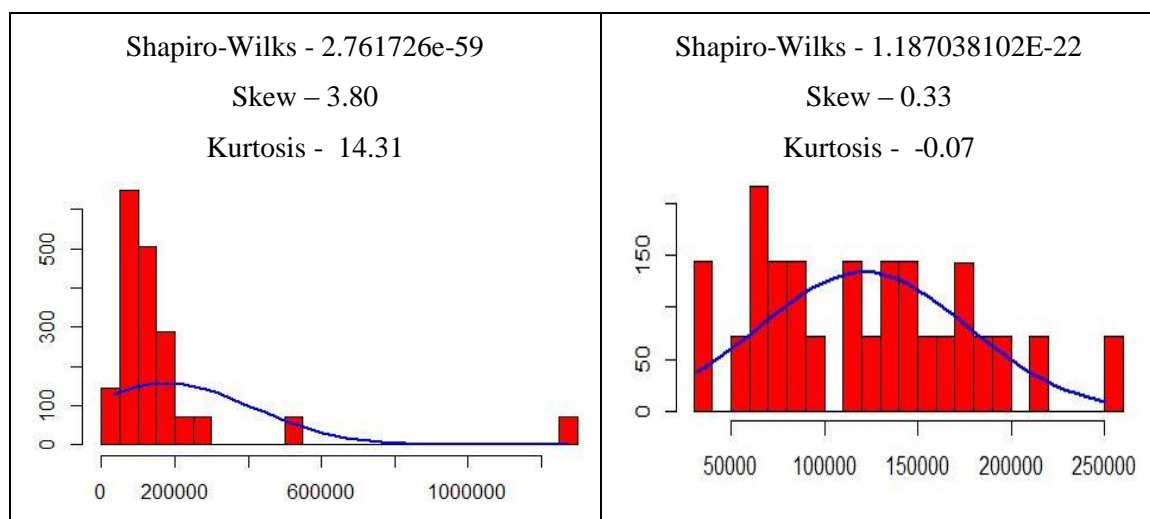 Shapiro-Wilks - 2.761726e-59
Skew – 3.80
Kurtosis -  14.31
500
300
100
0
0 200000 600000 1000000
Shapiro-Wilks - 1.187038102E-22
Skew – 0.33
Kurtosis -  -0.07
150
50
0
50000 100000 150000 200000 250000